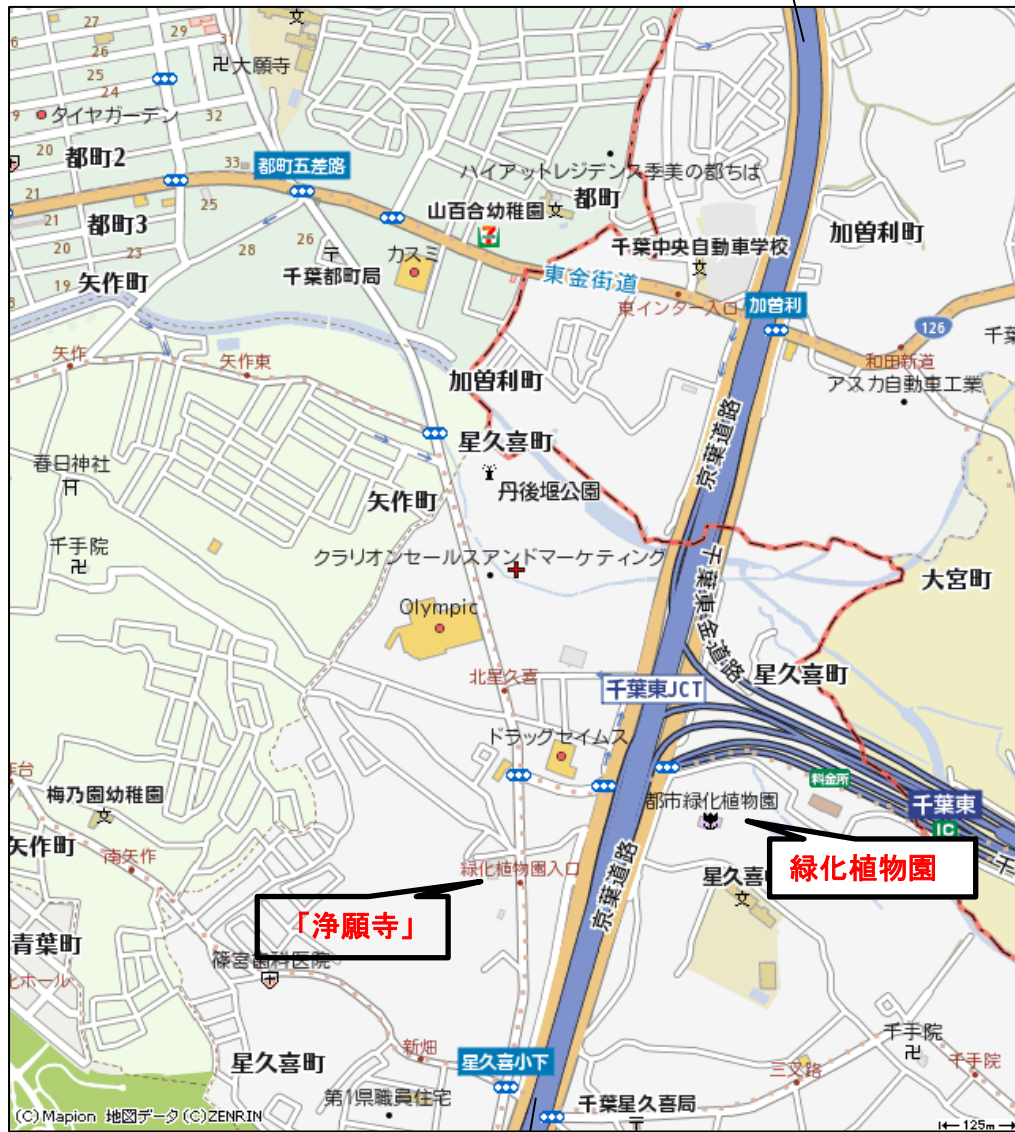 27
29
31
26
26
25
24
卍大願寺
タイヤガーデン
32
20
都町2
33
都町五差路
ハイアットレジデンス季美の都ちば
21
25
山百合幼稚園
都町
21
都町3
20
23
28
26
カスミ
千葉中央自動車学校
加曽利町
19
矢作町
千葉都町局
東金街道
東インター入口
加曽利
126
矢作
矢作東
和田新道
加曽利町
アスカ自動車工業
星久喜町
京葉道路
春日神社
矢作町
丹後堰公園
千手院
クラリオンセールスアンドマーケティング
千葉東金道路
大宮町
Olympic
北星久喜
千葉東JCT
星久喜町
ドラッグセイムス
料金所
梅乃園幼稚園
都市緑化植物園
千葉東
IC
矢作町
南矢作
緑化植物園入口
京葉道路
星久喜
緑化植物園
「浄願寺」
青葉町
篠宮歯科医院
千手院
星久喜町
新畑
星久喜小下
三叉路
千手院
第1県職員住宅
千葉星久喜局
(C)Mapion 地図データ(C)ZENRIN
125m